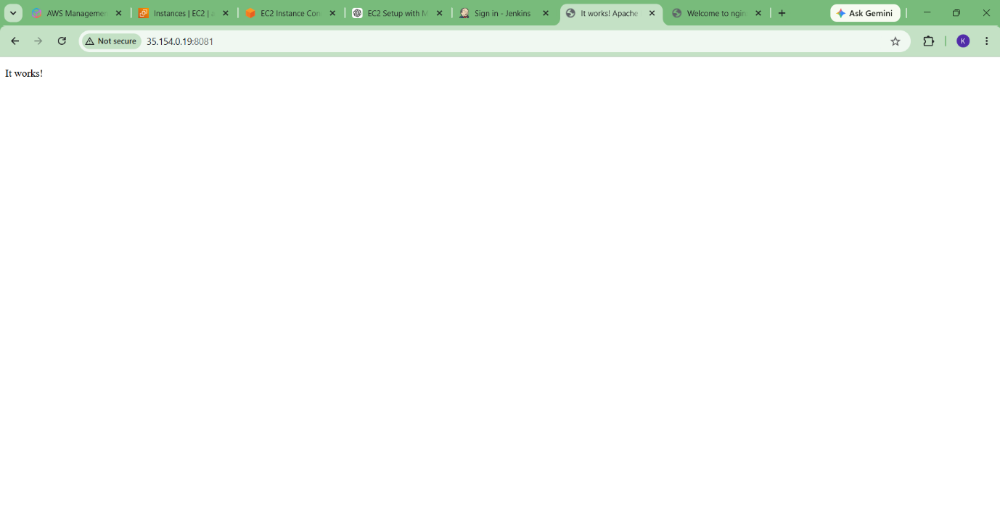 AWS Managemen
Instances | EC2 | a
EC2 Instance Con
EC2 Setup with M
Sign in - Jenkins
It works! Apache
Welcome to ngin
Ask Gemini
Not secure
35.154.0.19:8081
K
It works!